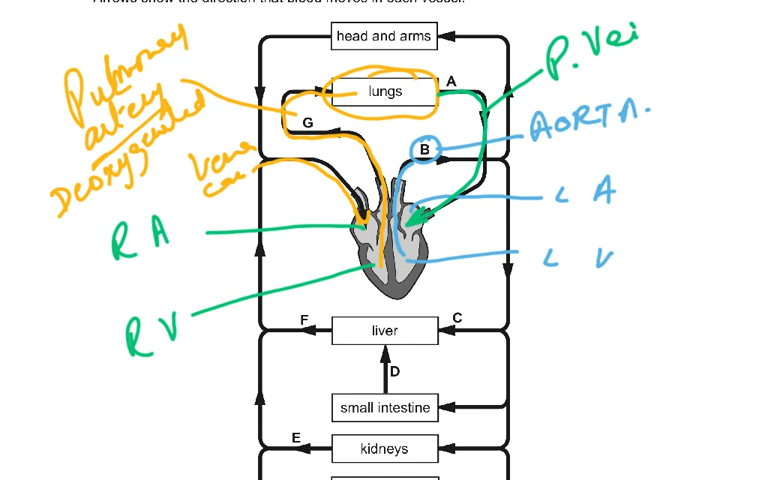 Arrows show the direction that blood moves in each vessel.
head and arms
P. Vei
Pulmonary
artery
Deoxygenated
A
lungs
G
B
AORTA.
Vena
cav
L A
R A
L V
R V
F
liver
C
D
small intestine
E
kidneys